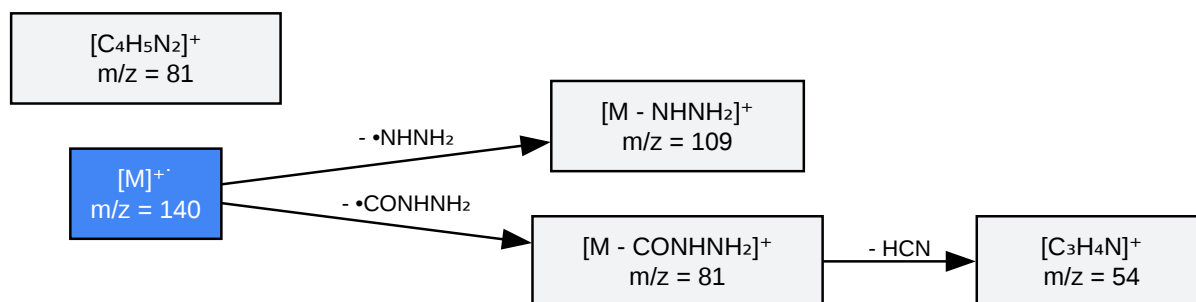 [C₄H₅N₂]⁺
m/z = 81
[M]⁺˙
m/z = 140
- •NHNH₂
[M - NHNH₂]⁺
m/z = 109
- •CONHNH₂
[M - CONHNH₂]⁺
m/z = 81
- HCN
[C₃H₄N]⁺
m/z = 54